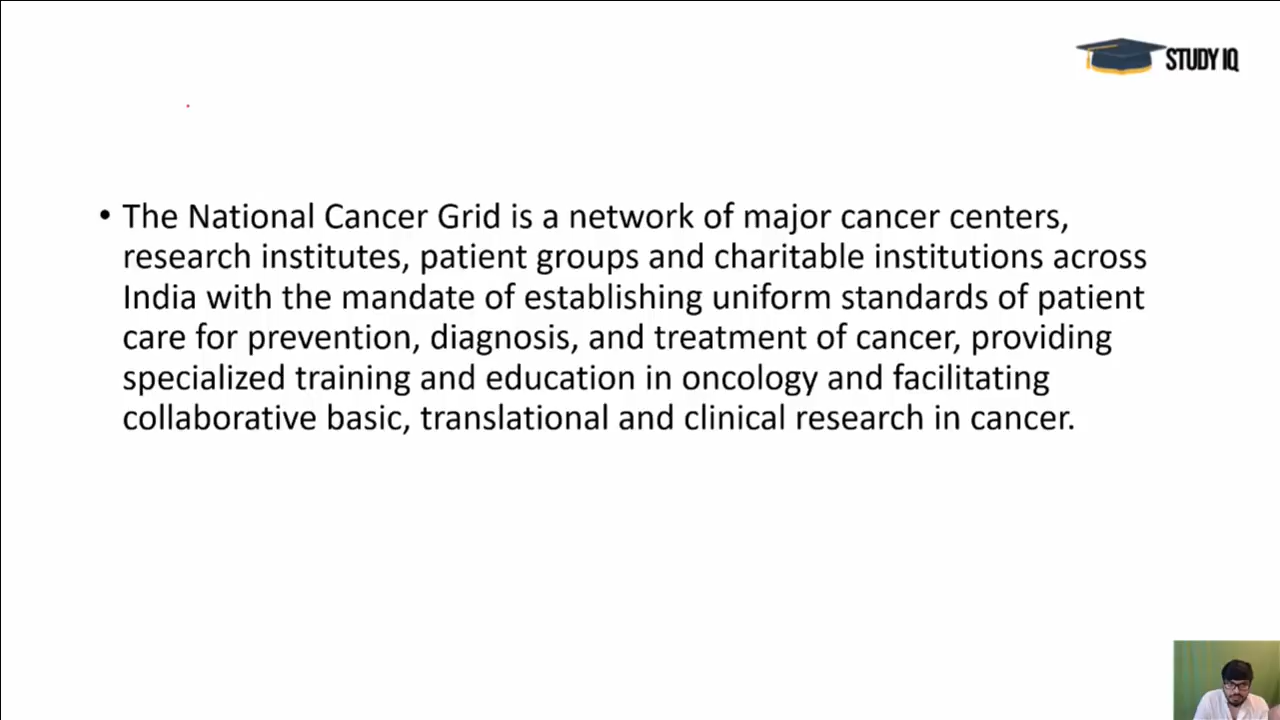 STUDY IQ
• The National Cancer Grid is a network of major cancer centers,
research institutes, patient groups and charitable institutions across
India with the mandate of establishing uniform standards of patient
care for prevention, diagnosis, and treatment of cancer, providing
specialized training and education in oncology and facilitating
collaborative basic, translational and clinical research in cancer.